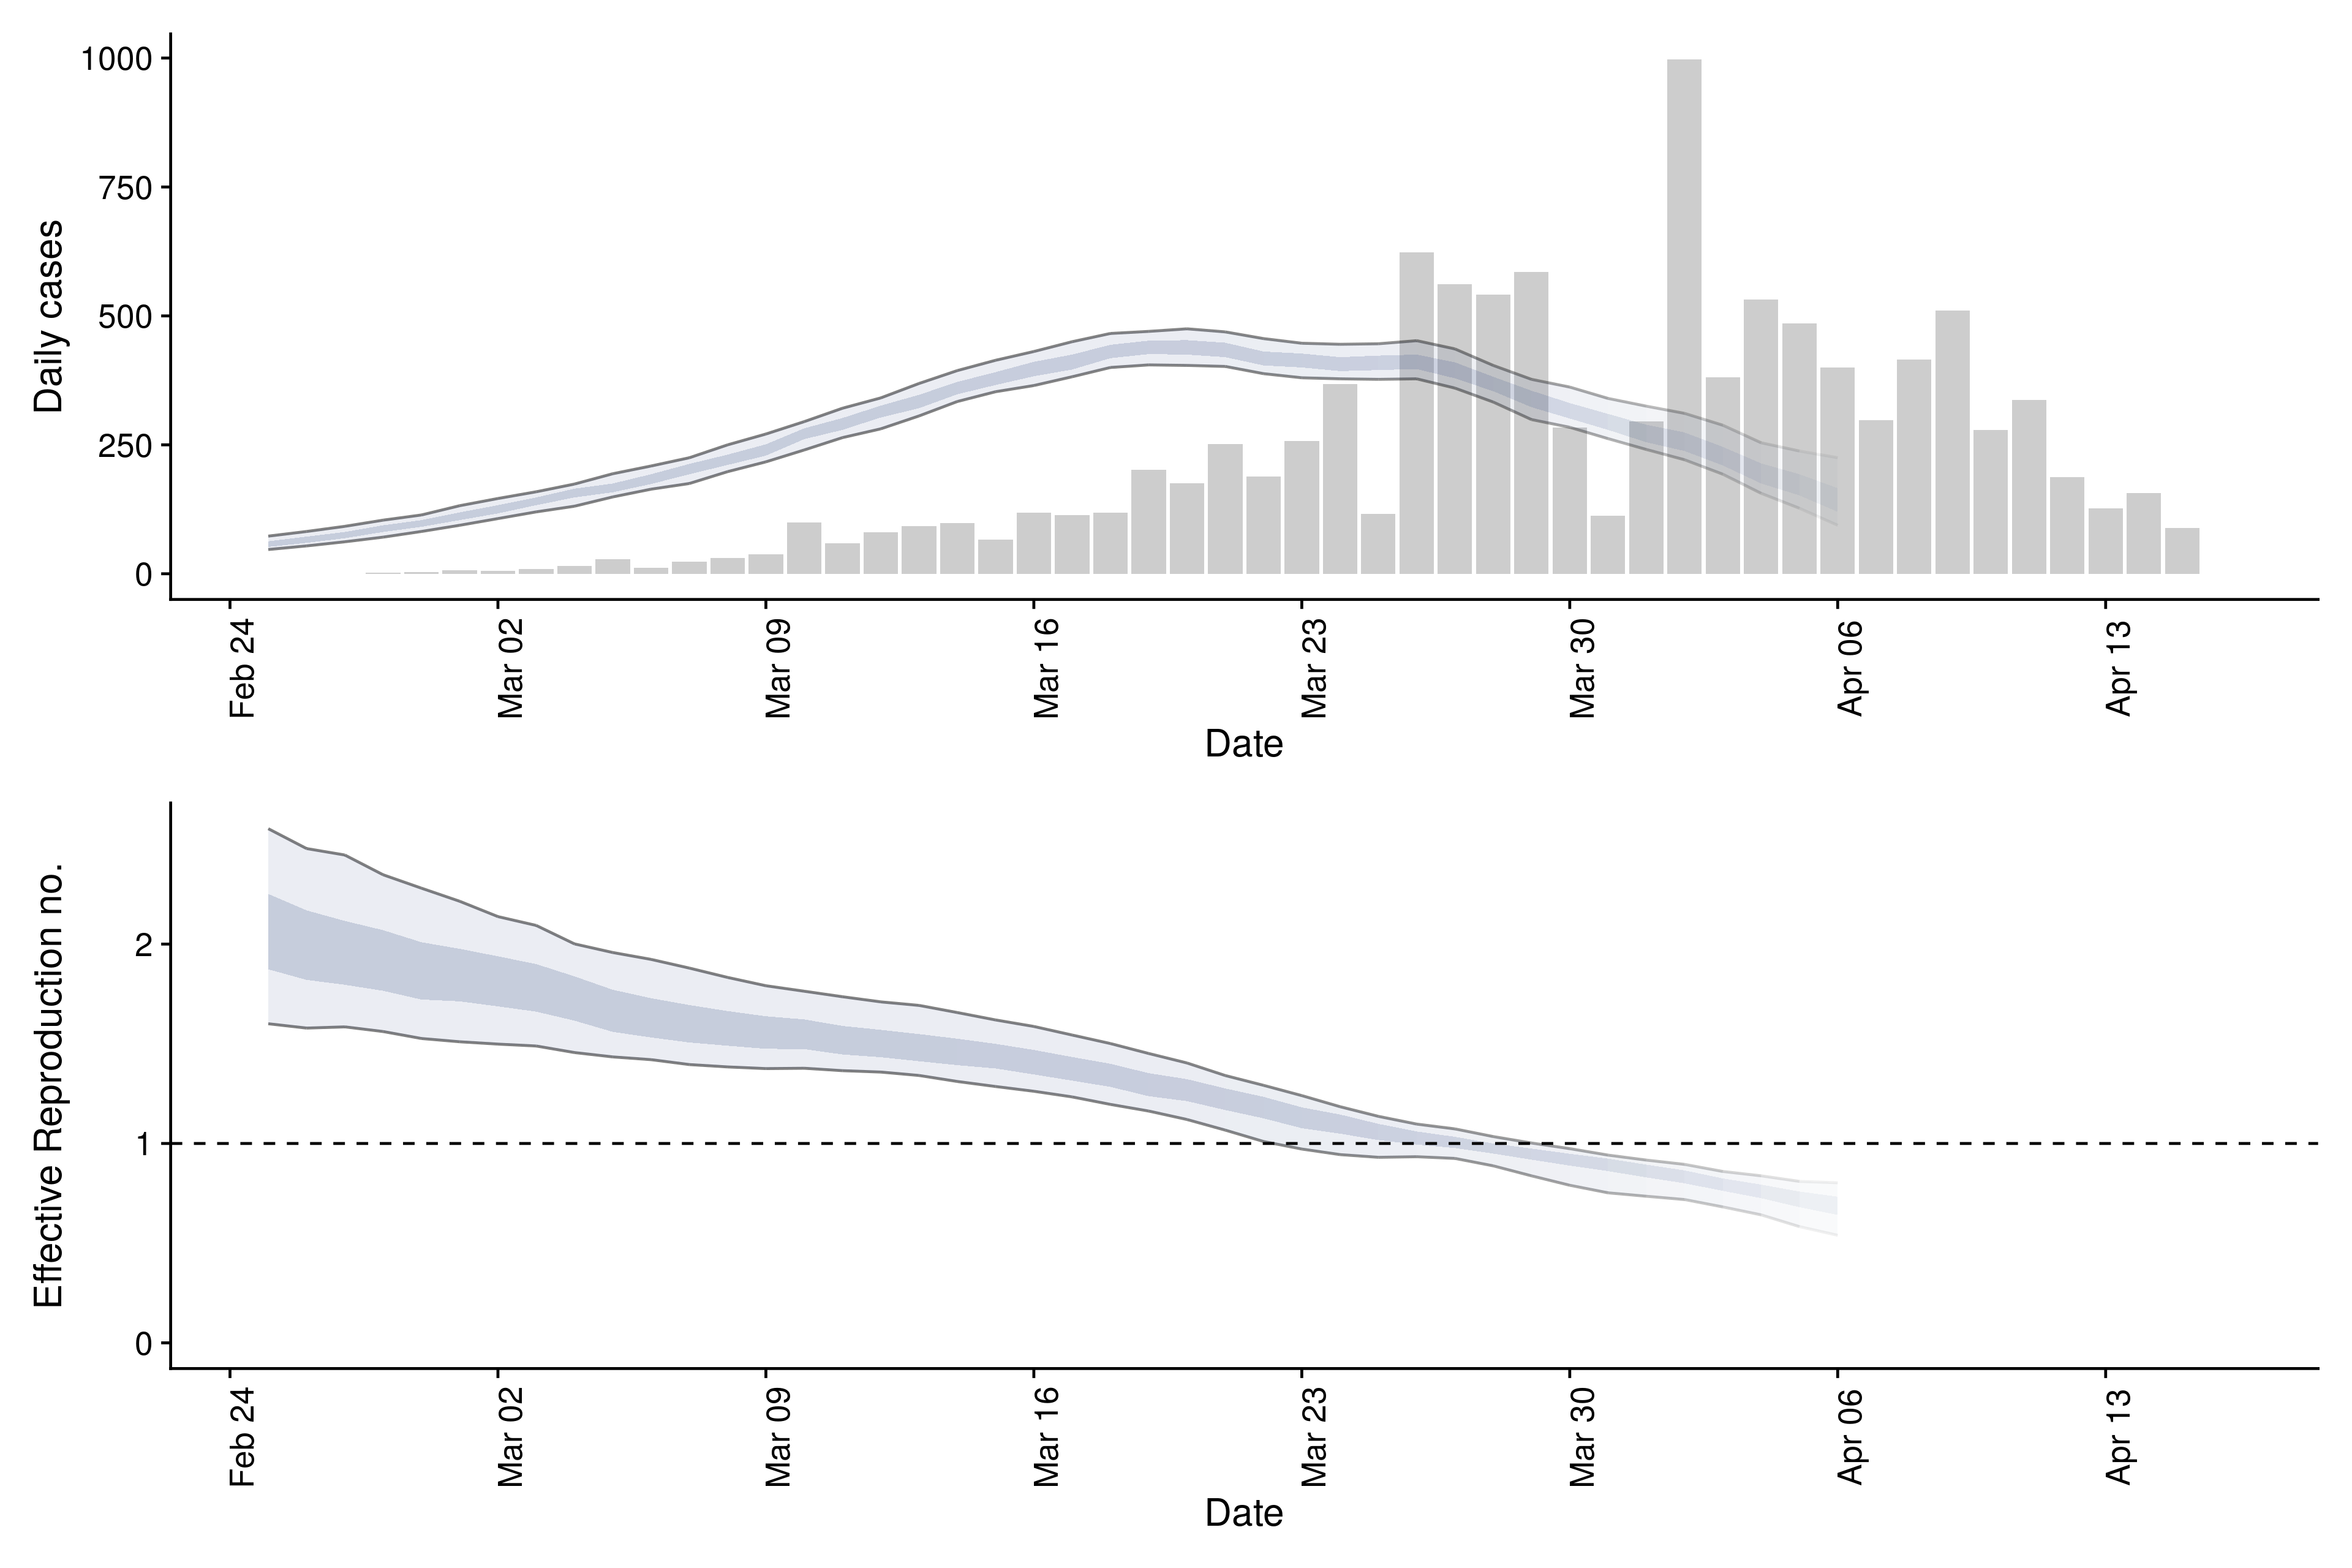 1000
750
500
250
0
Daily cases
Feb 24
Mar 02
Mar 09
Mar 16
Mar 23
Mar 30
Apr 06
Apr 13
Date
2
1
0
Effective Reproduction no.
Feb 24
Mar 02
Mar 09
Mar 16
Mar 23
Mar 30
Apr 06
Apr 13
Date